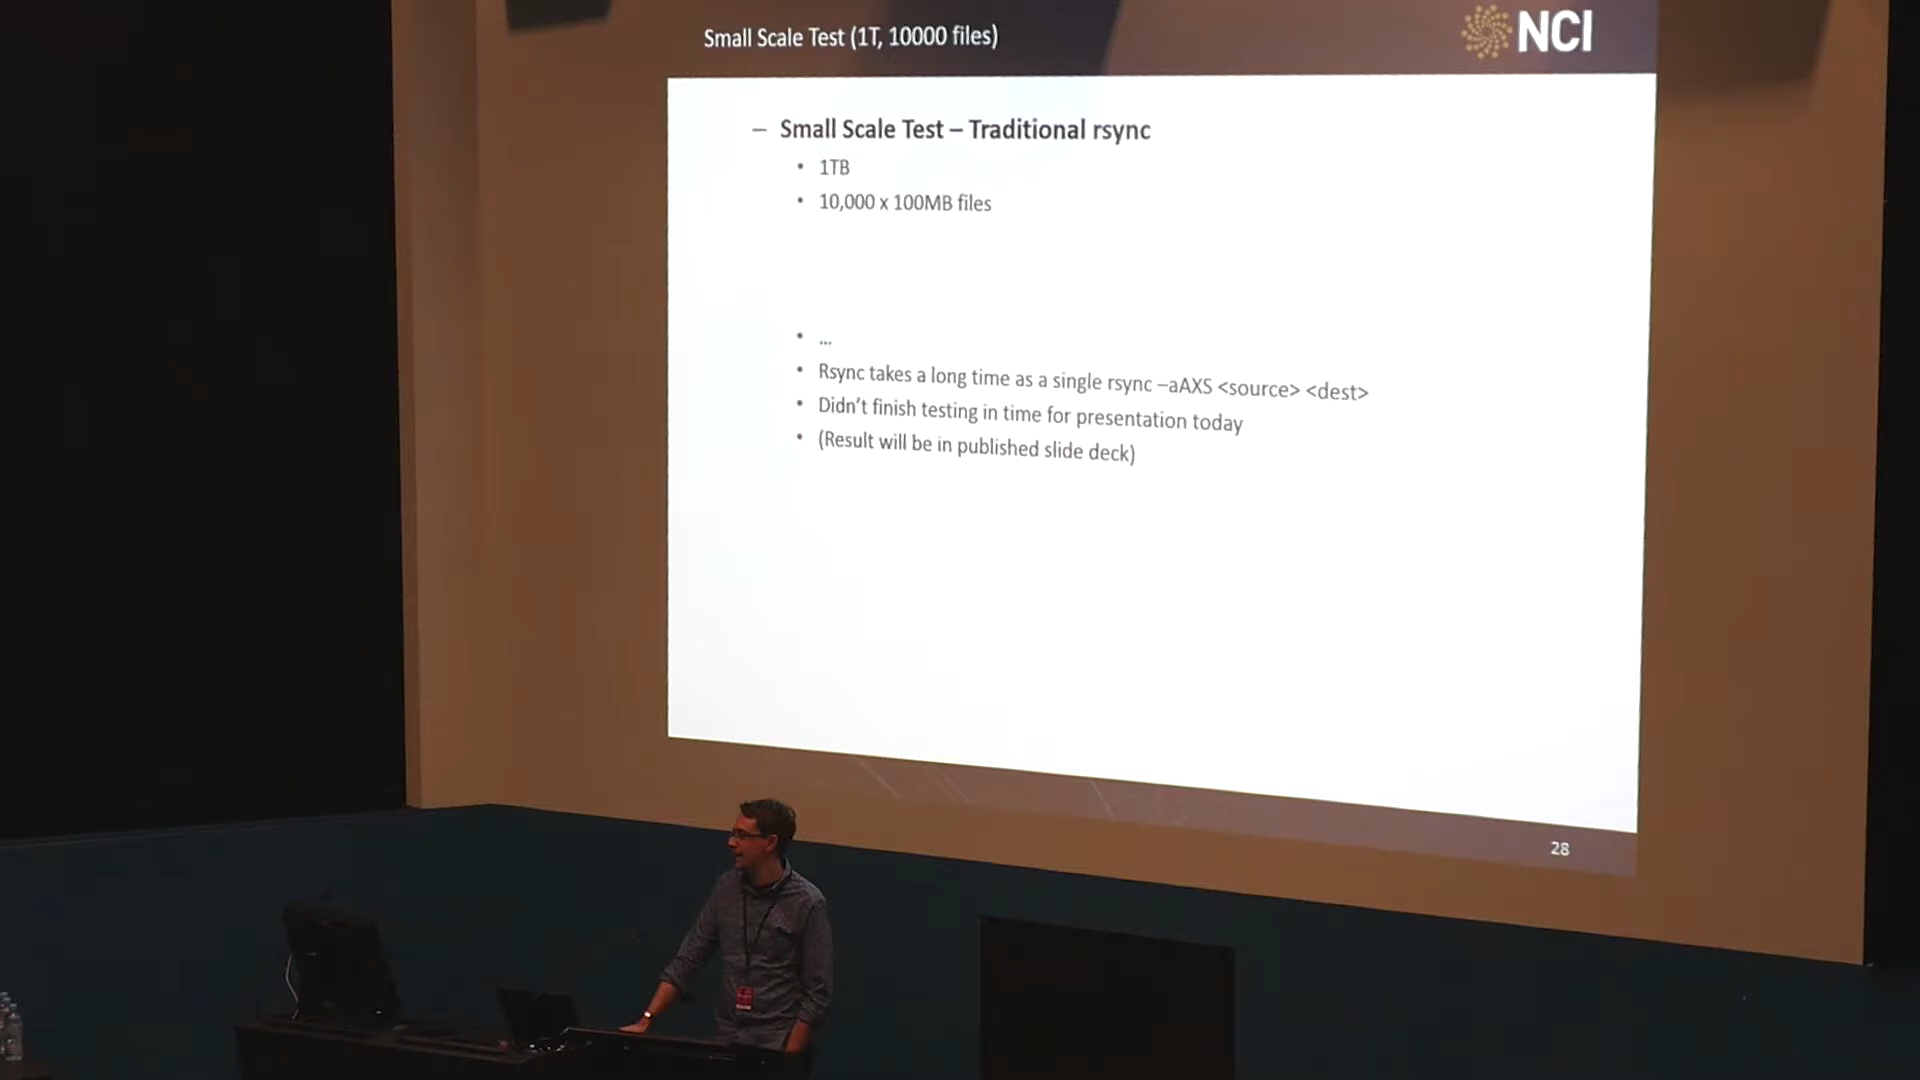 Small Scale Test (1T, 10000 files)
NCI
– Small Scale Test – Traditional rsync
• 1TB
• 10,000 x 100MB files
• ...
• Rsync takes a long time as a single rsync –aAXS <source> <dest>
• Didn't finish testing in time for presentation today
• (Result will be in published slide deck)
28